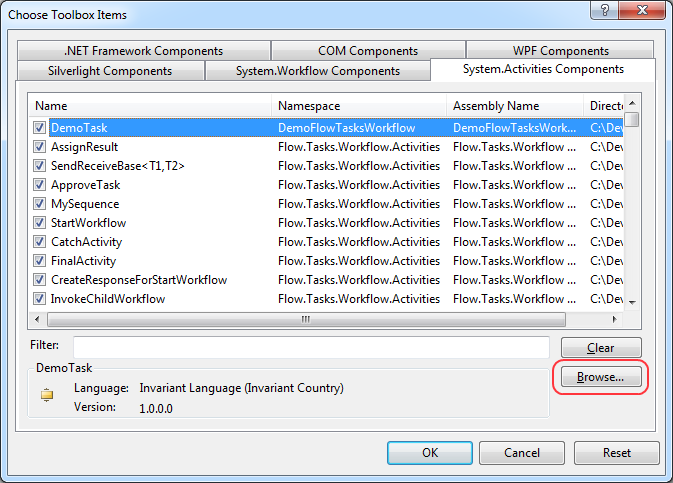 Choose Toolbox Items
.NET Framework Components COM Components WPF Components
Silverlight Components System.Workflow Components System.Activities Components
Name Namespace Assembly Name Directo
DemoTask DemoFlowTasksWorkflow DemoFlowTasksWork... C:\Dev
AssignResult Flow.Tasks.Workflow.Activities Flow.Tasks.Workflow ... C:\Dev
SendReceiveBase<T1,T2> Flow.Tasks.Workflow.Activities Flow.Tasks.Workflow ... C:\Dev
ApproveTask Flow.Tasks.Workflow.Activities Flow.Tasks.Workflow ... C:\Dev
MySequence Flow.Tasks.Workflow.Activities Flow.Tasks.Workflow ... C:\Dev
StartWorkflow Flow.Tasks.Workflow.Activities Flow.Tasks.Workflow ... C:\Dev
CatchActivity Flow.Tasks.Workflow.Activities Flow.Tasks.Workflow ... C:\Dev
FinalActivity Flow.Tasks.Workflow.Activities Flow.Tasks.Workflow ... C:\Dev
CreateResponseForStartWorkflow Flow.Tasks.Workflow.Activities Flow.Tasks.Workflow ... C:\Dev
InvokeChildWorkflow Flow.Tasks.Workflow.Activities Flow.Tasks.Workflow ... C:\Dev
Filter: Clear
DemoTask
Browse...
Language: Invariant Language (Invariant Country)
Version: 1.0.0.0
OK Cancel Reset